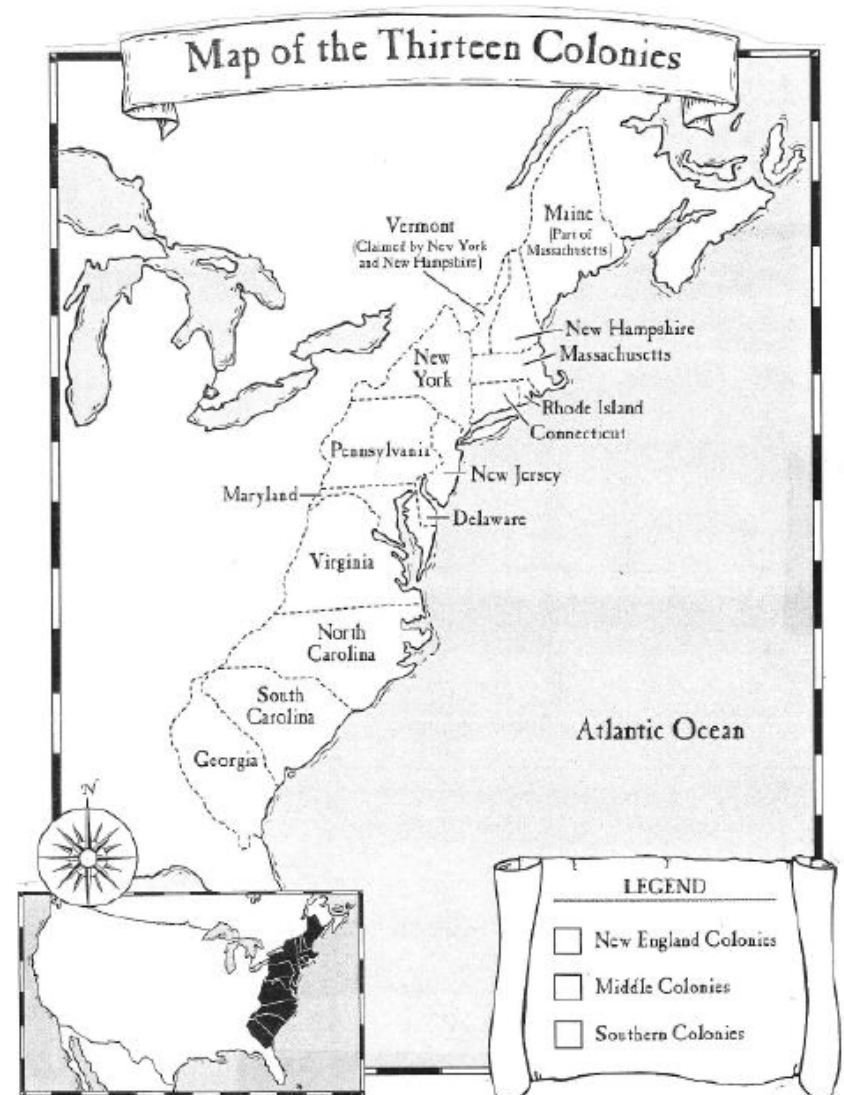 Map of the Thirteen Colonies
Vermont
(Claimed by New York
and New Hampshire)
Maine
(Part of
Massachusetts)
New Hampshire
Massachusetts
New
York
Rhode Island
Connecticut
Pennsylvania
New Jersey
Maryland
Delaware
Virginia
North
Carolina
South
Carolina
Atlantic Ocean
Georgia
N
LEGEND
New England Colonies
Middle Colonies
Southern Colonies